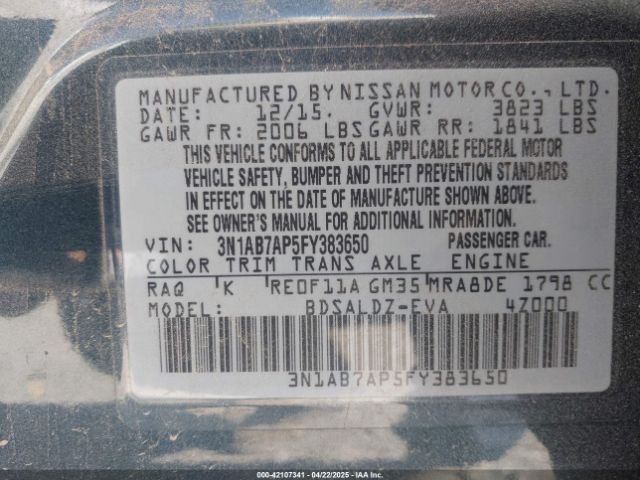 MANUFACTURED BY NISSAN MOTOR CO., LTD.
DATE: 12/15. GVWR: 3823 LBS
GAWR FR: 2006 LBS GAWR RR: 1841 LBS
THIS VEHICLE CONFORMS TO ALL APPLICABLE FEDERAL MOTOR
VEHICLE SAFETY, BUMPER AND THEFT PREVENTION STANDARDS
IN EFFECT ON THE DATE OF MANUFACTURE SHOWN ABOVE.
SEE OWNER'S MANUAL FOR ADDITIONAL INFORMATION.
VIN: 3N1AB7AP5FY383650 PASSENGER CAR.
COLOR TRIM TRANS AXLE ENGINE
RAQ K RE0F11A GM35 MRA8DE 1798 CC
MODEL: BDSALDZ-EVA 4Z000
3N1AB7AP5FY383650
000-42107341 | 04/22/2025 | IAA Inc.